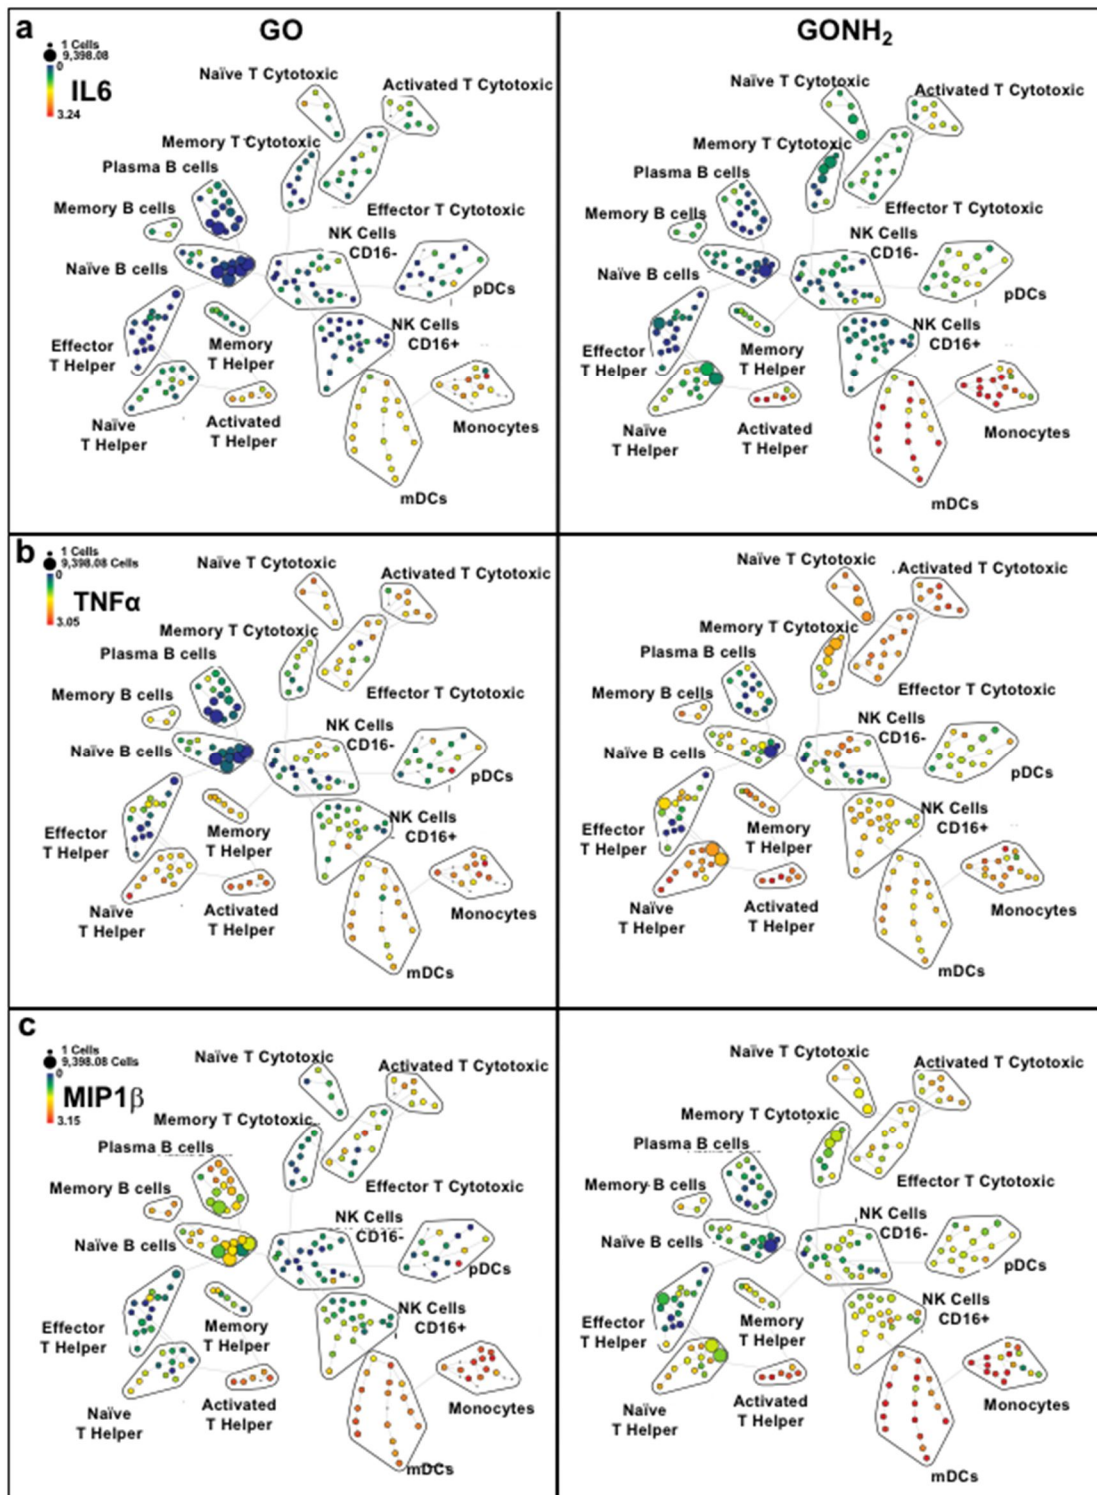 a
GO
GONH₂
1 Cells
9,398.08
0
IL6
3.24
Naïve T Cytotoxic
Activated T Cytotoxic
Memory T Cytotoxic
Plasma B cells
Memory B cells
Effector T Cytotoxic
NK Cells
CD16-
Naïve B cells
pDCs
NK Cells
CD16+
Effector
T Helper
Memory
T Helper
Naïve
T Helper
Activated
T Helper
Monocytes
mDCs
Naïve T Cytotoxic
Activated T Cytotoxic
Memory T Cytotoxic
Plasma B cells
Memory B cells
Effector T Cytotoxic
NK Cells
CD16-
Naïve B cells
pDCs
NK Cells
CD16+
Effector
T Helper
Memory
T Helper
Naïve
T Helper
Activated
T Helper
Monocytes
mDCs
b
1 Cells
9,398.08 Cells
0
TNFα
3.05
Naïve T Cytotoxic
Activated T Cytotoxic
Memory T Cytotoxic
Plasma B cells
Memory B cells
Effector T Cytotoxic
NK Cells
CD16-
Naïve B cells
pDCs
NK Cells
CD16+
Effector
T Helper
Memory
T Helper
Naïve
T Helper
Activated
T Helper
Monocytes
mDCs
Naïve T Cytotoxic
Activated T Cytotoxic
Memory T Cytotoxic
Plasma B cells
Memory B cells
Effector T Cytotoxic
NK Cells
CD16-
Naïve B cells
pDCs
NK Cells
CD16+
Effector
T Helper
Memory
T Helper
Naïve
T Helper
Activated
T Helper
Monocytes
mDCs
c
1 Cells
9,398.08 Cells
0
MIP1β
3.15
Naïve T Cytotoxic
Activated T Cytotoxic
Memory T Cytotoxic
Plasma B cells
Memory B cells
Effector T Cytotoxic
NK Cells
CD16-
Naïve B cells
pDCs
NK Cells
CD16+
Effector
T Helper
Memory
T Helper
Naïve
T Helper
Activated
T Helper
Monocytes
mDCs
Naïve T Cytotoxic
Activated T Cytotoxic
Memory T Cytotoxic
Plasma B cells
Memory B cells
Effector T Cytotoxic
NK Cells
CD16-
Naïve B cells
pDCs
NK Cells
CD16+
Effector
T Helper
Memory
T Helper
Naïve
T Helper
Activated
T Helper
Monocytes
mDCs